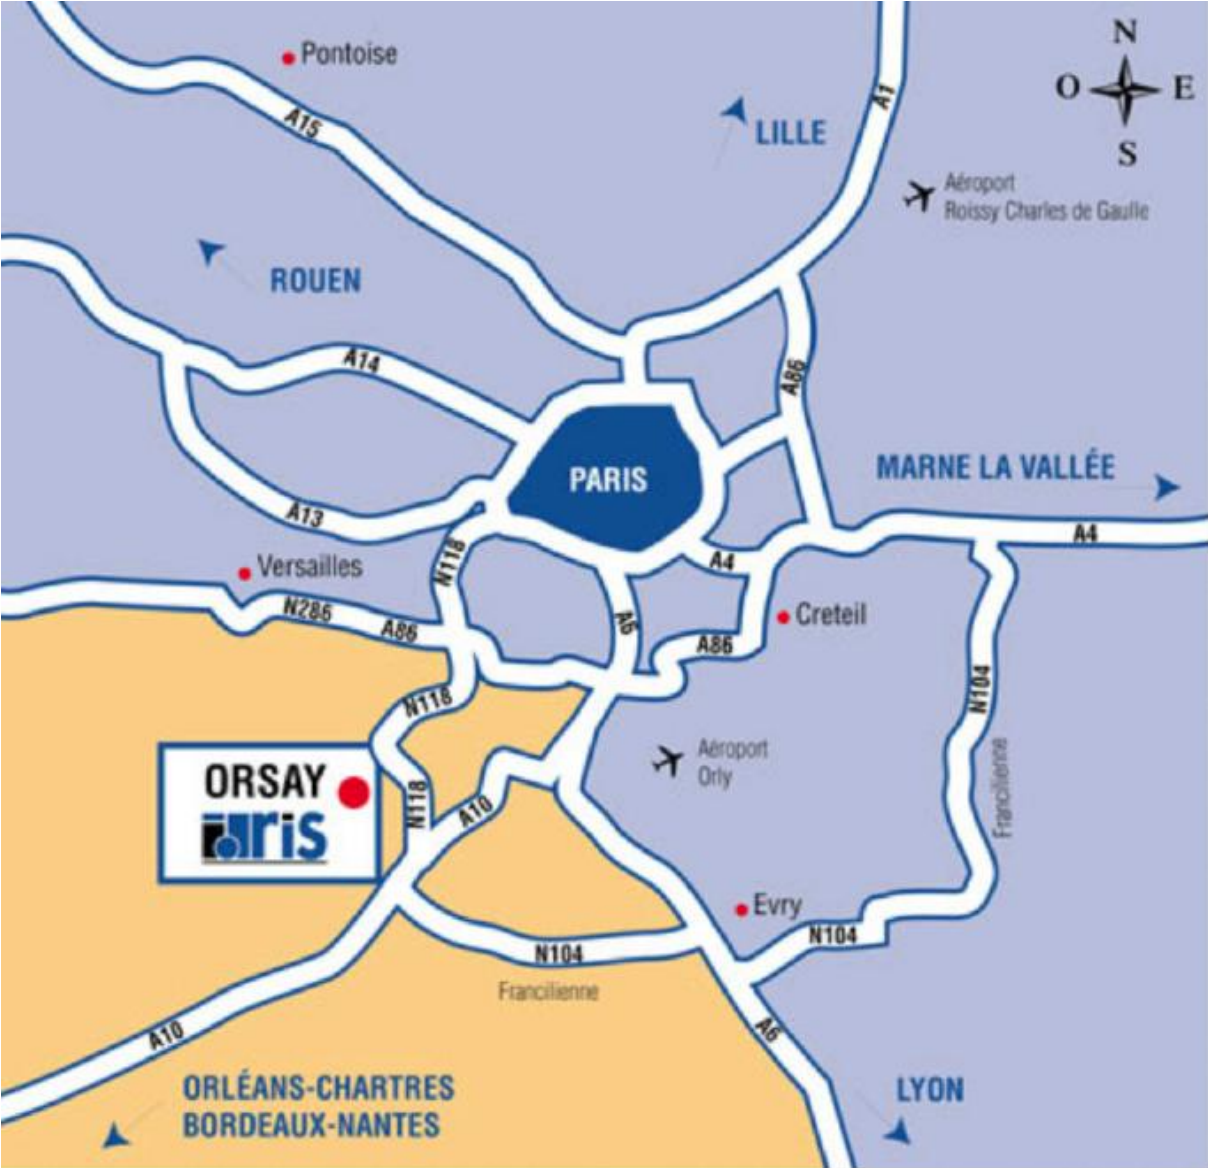 N
Pontoise
O E
A1
A15
LILLE
S
Aéroport
Roissy Charles de Gaulle
ROUEN
A14
A86
MARNE LA VALLÉE
PARIS
A13
A4
N118
A4
Versailles
N286
A86
A6
Creteil
A86
N104
N118
Aéroport
Orly
Francilienne
ORSAY
idris
N118
A10
Evry
N104
N104
Francilienne
A10
A6
ORLÉANS-CHARTRES
BORDEAUX-NANTES
LYON